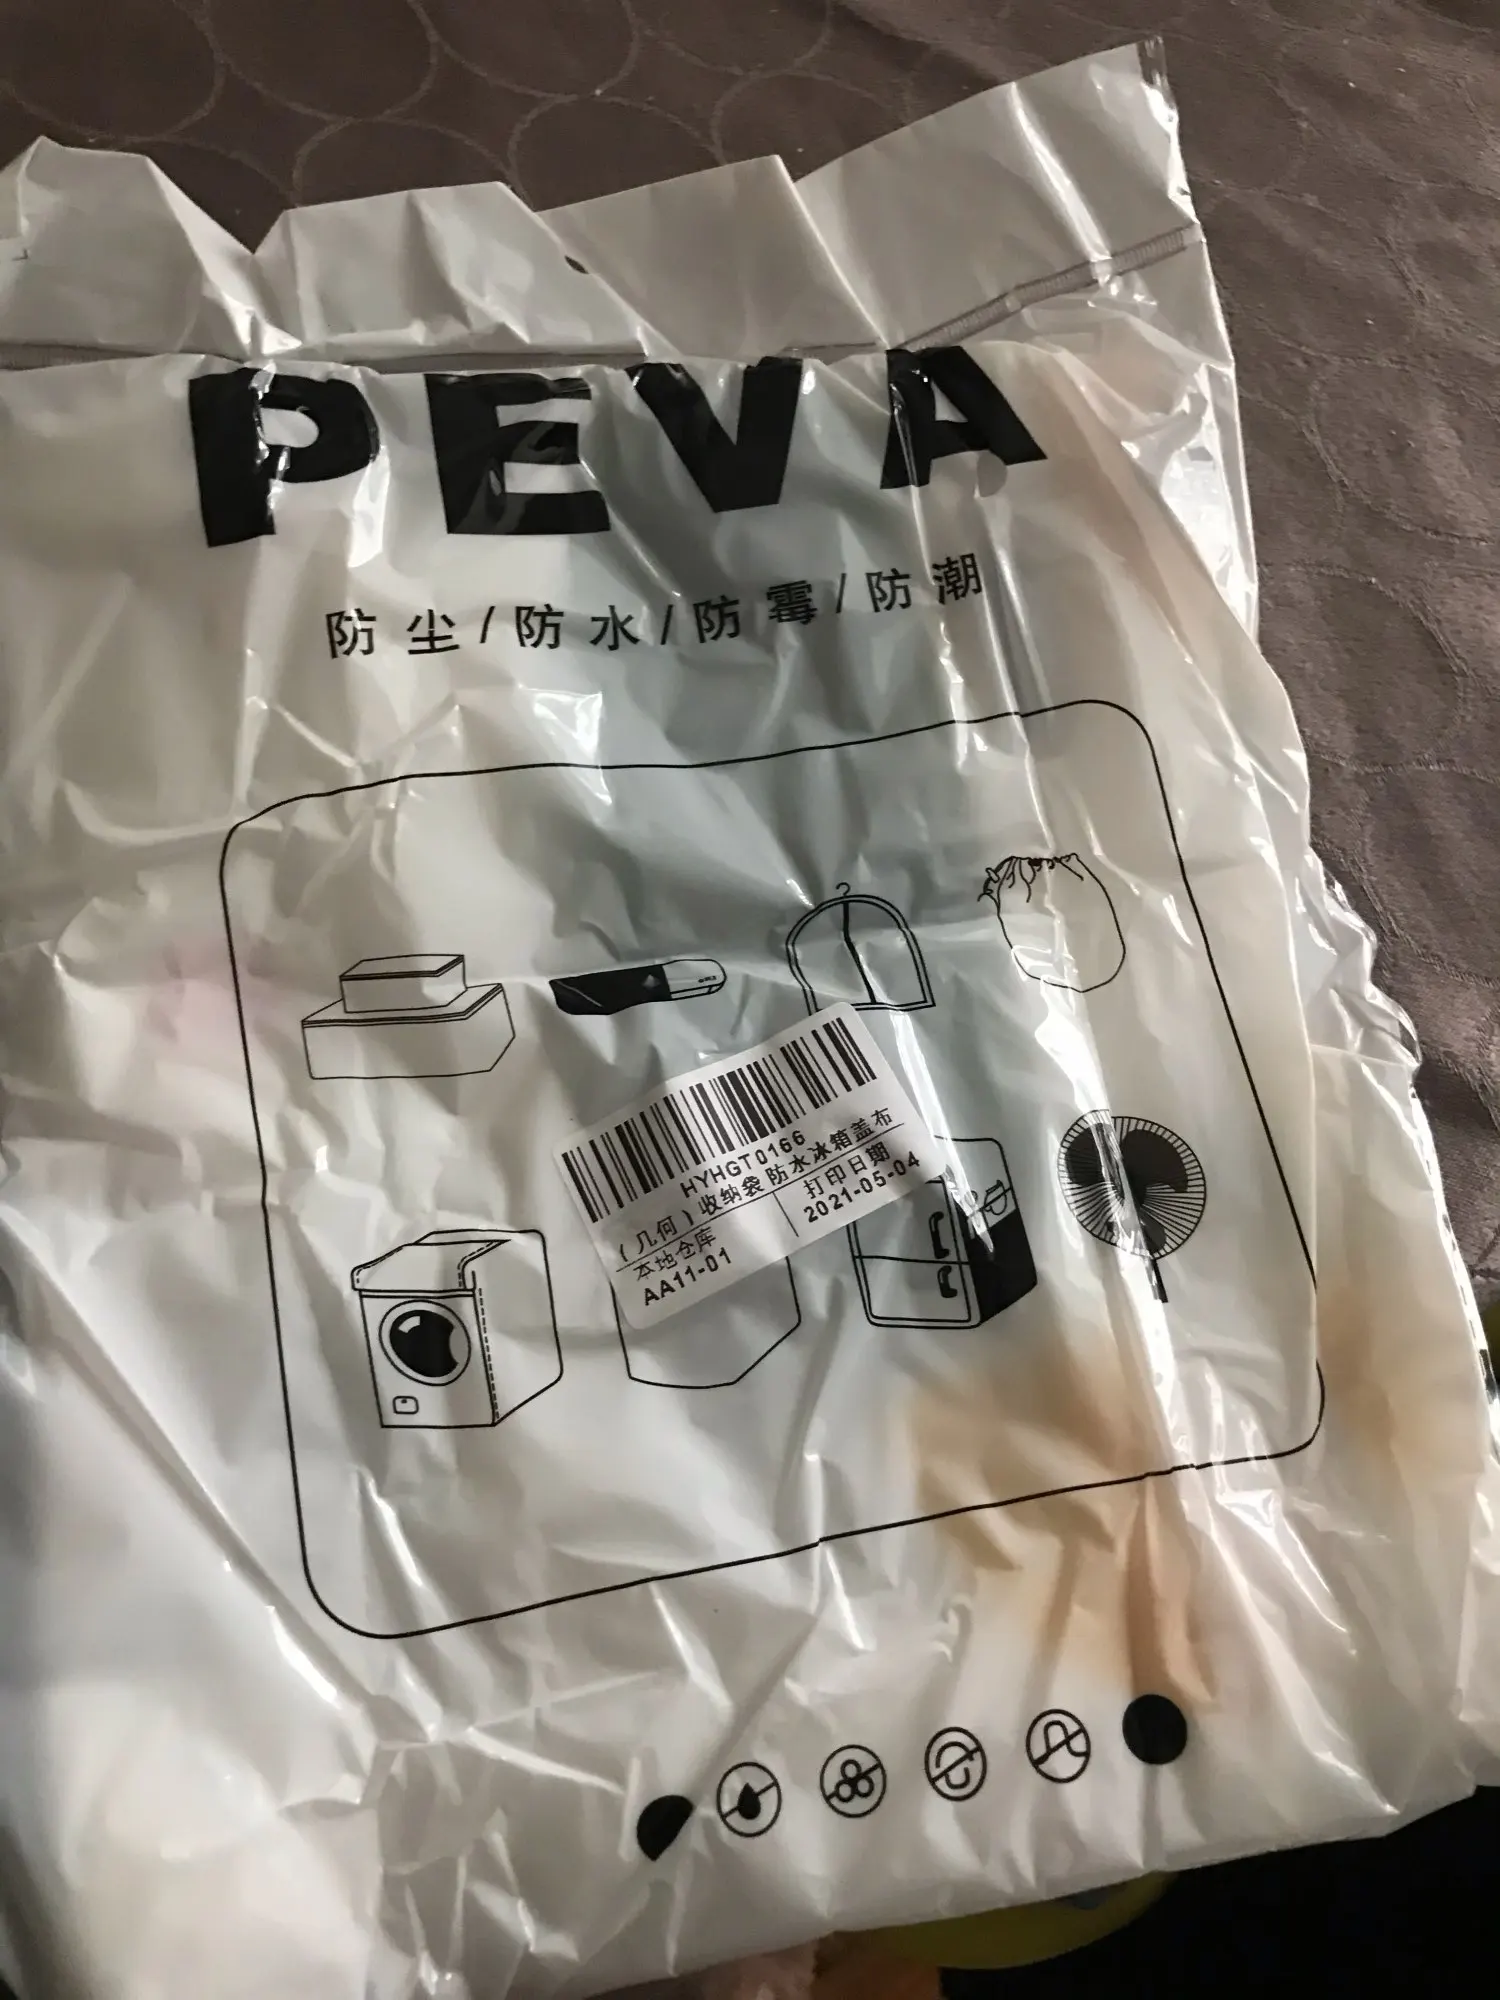 PEVA
防尘/防水/防霉/防潮
HYHGT0166
(几何)收纳袋 防水冰箱盖布
本地仓库
AA11-01
打印日期
2021-05-04